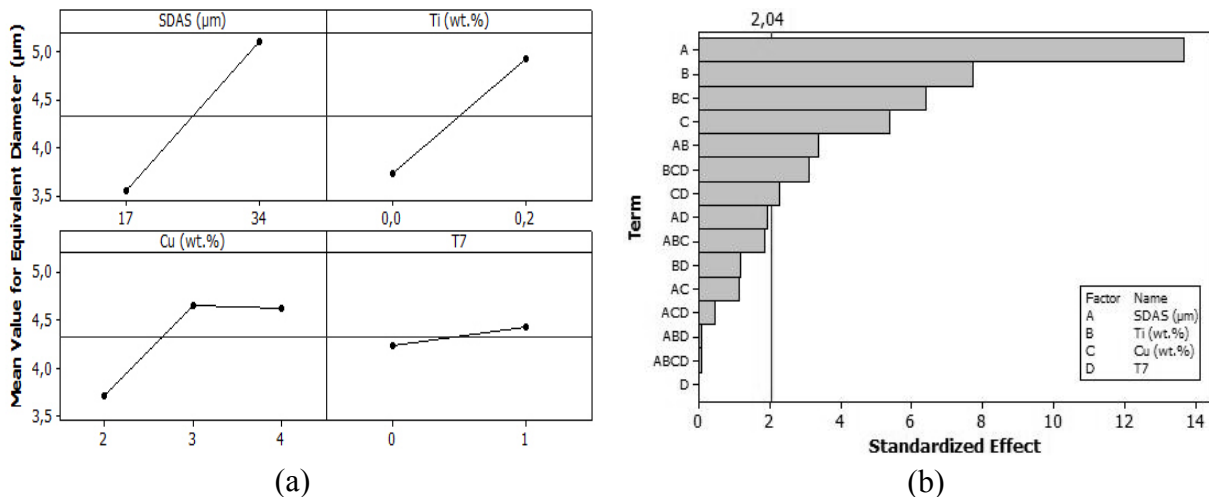 SDAS (µm)
Ti (wt.%)
Mean Value for Equivalent Diameter (µm)
5,0
4,5
4,0
3,5
17
34
0,0
0,2
Cu (wt.%)
T7
5,0
4,5
4,0
3,5
2
3
4
0
1
(a)
2,04
Term
A
B
BC
C
AB
BCD
CD
AD
ABC
BD
AC
ACD
ABD
ABCD
D
Factor Name
A SDAS (µm)
B Ti (wt.%)
C Cu (wt.%)
D T7
0 2 4 6 8 10 12 14
Standardized Effect
(b)